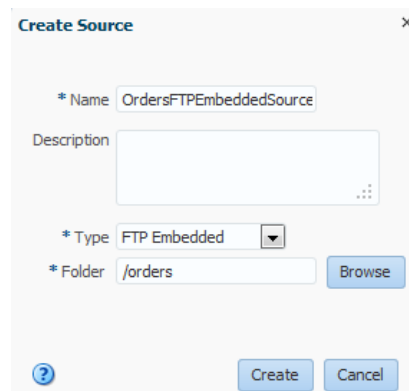 Create Source
×
* Name OrdersFTPEmbeddedSource
Description
* Type FTP Embedded
* Folder /orders Browse
? Create Cancel